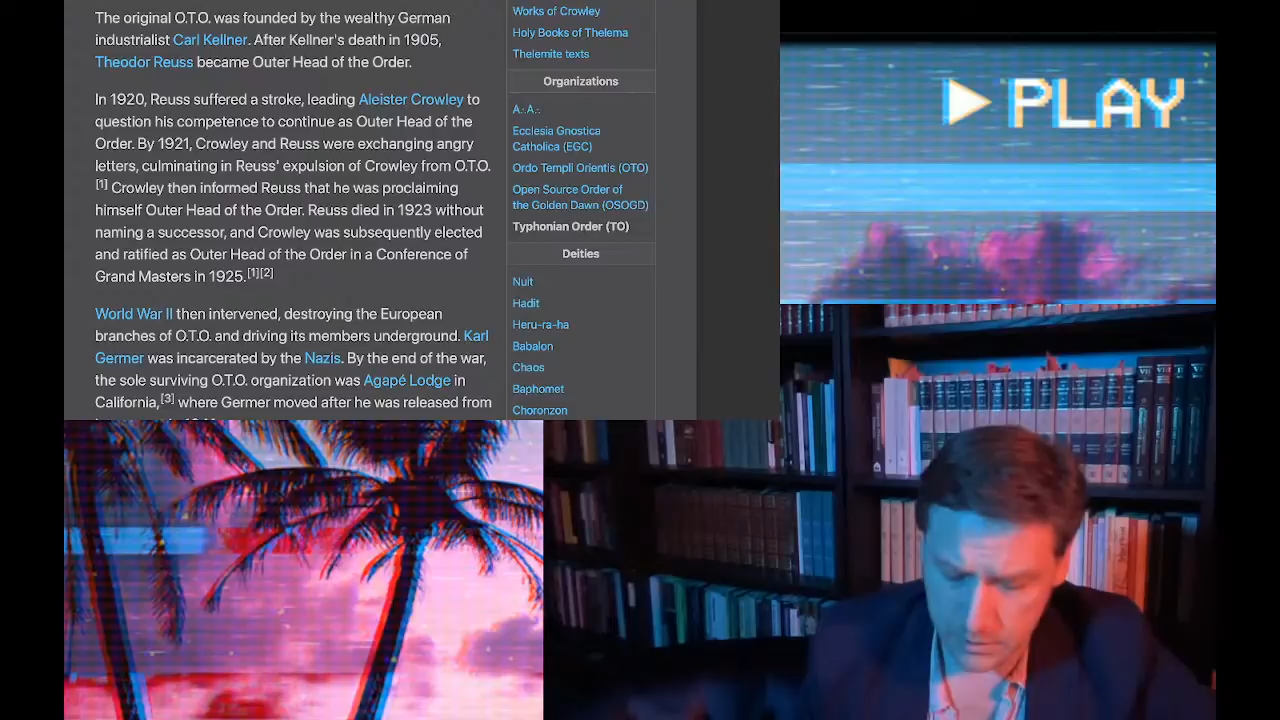 The original O.T.O. was founded by the wealthy German
industrialist Carl Kellner. After Kellner's death in 1905,
Theodor Reuss became Outer Head of the Order.
In 1920, Reuss suffered a stroke, leading Aleister Crowley to
question his competence to continue as Outer Head of the
Order. By 1921, Crowley and Reuss were exchanging angry
letters, culminating in Reuss' expulsion of Crowley from O.T.O.
[1] Crowley then informed Reuss that he was proclaiming
himself Outer Head of the Order. Reuss died in 1923 without
naming a successor, and Crowley was subsequently elected
and ratified as Outer Head of the Order in a Conference of
Grand Masters in 1925.[1][2]
World War II then intervened, destroying the European
branches of O.T.O. and driving its members underground. Karl
Germer was incarcerated by the Nazis. By the end of the war,
the sole surviving O.T.O. organization was Agapé Lodge in
California,[3] where Germer moved after he was released from
Works of Crowley
Holy Books of Thelema
Thelemite texts
Organizations
A∴A∴
Ecclesia Gnostica
Catholica (EGC)
Ordo Templi Orientis (OTO)
Open Source Order of
the Golden Dawn (OSOGD)
Typhonian Order (TO)
Deities
Nuit
Hadit
Heru-ra-ha
Babalon
Chaos
Baphomet
Choronzon
PLAY